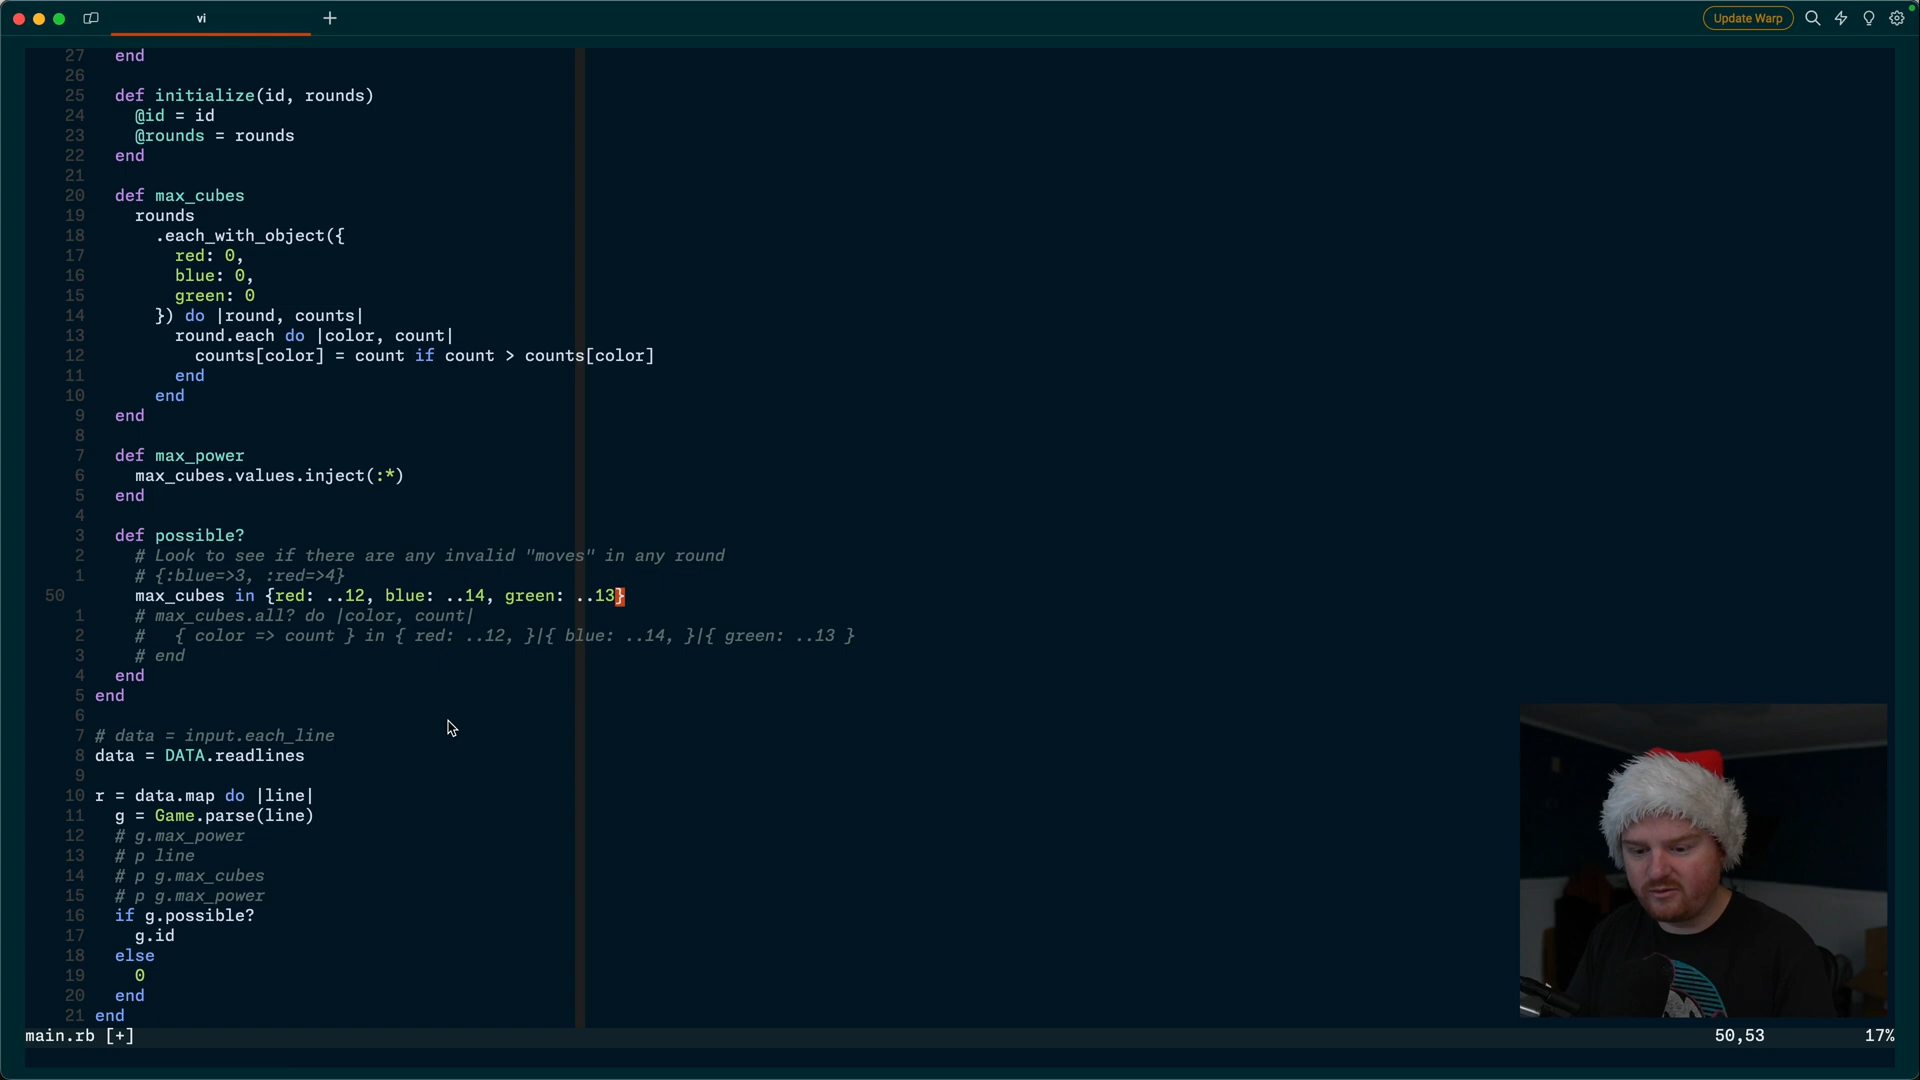 vi
Update Warp
27 end
26
25 def initialize(id, rounds)
24 @id = id
23 @rounds = rounds
22 end
21
20 def max_cubes
19 rounds
18 .each_with_object({
17 red: 0,
16 blue: 0,
15 green: 0
14 }) do |round, counts|
13 round.each do |color, count|
12 counts[color] = count if count > counts[color]
11 end
10 end
9 end
8
7 def max_power
6 max_cubes.values.inject(:*)
5 end
4
3 def possible?
2 # Look to see if there are any invalid "moves" in any round
1 # {:blue=>3, :red=>4}
50 max_cubes in {red: ..12, blue: ..14, green: ..13}
1 # max_cubes.all? do |color, count|
2 # { color => count } in { red: ..12, }|{ blue: ..14, }|{ green: ..13 }
3 # end
4 end
5 end
6
7 # data = input.each_line
8 data = DATA.readlines
9
10 r = data.map do |line|
11 g = Game.parse(line)
12 # g.max_power
13 # p line
14 # p g.max_cubes
15 # p g.max_power
16 if g.possible?
17 g.id
18 else
19 0
20 end
21 end
main.rb [+] 50,53 17%